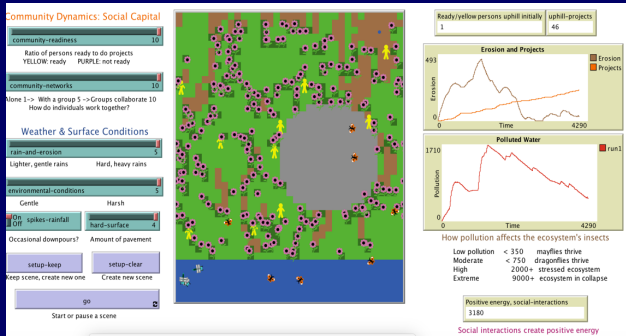 Community Dynamics: Social Capital
community-readiness 10
Ratio of persons ready to do projects
YELLOW: ready PURPLE: not ready
community-networks 10
Alone 1-> With a group 5 ->Groups collaborate 10
How do individuals work together?
Weather & Surface Conditions
rain-and-erosion 5
Lighter, gentle rains Hard, heavy rains
environmental-conditions 5
Gentle Harsh
On
Off
spikes-rainfall
hard-surface 4
Occasional downpours? Amount of pavement
setup-keep setup-clear
Keep scene, create new one Create new scene
go
Start or pause a scene
Ready/yellow persons uphill initially
1
uphill-projects
46
Erosion and Projects
493
Erosion
0
0 Time 4290
Erosion
Projects
Polluted Water
1710
Pollution
0
0 Time 4290
run1
How pollution affects the ecosystem's insects
Low pollution < 350 mayflies thrive
Moderate < 750 dragonflies thrive
High 2000+ stressed ecosystem
Extreme 9000+ ecosystem in collapse
Positive energy, social-interactions
3180
Social interactions create positive energy